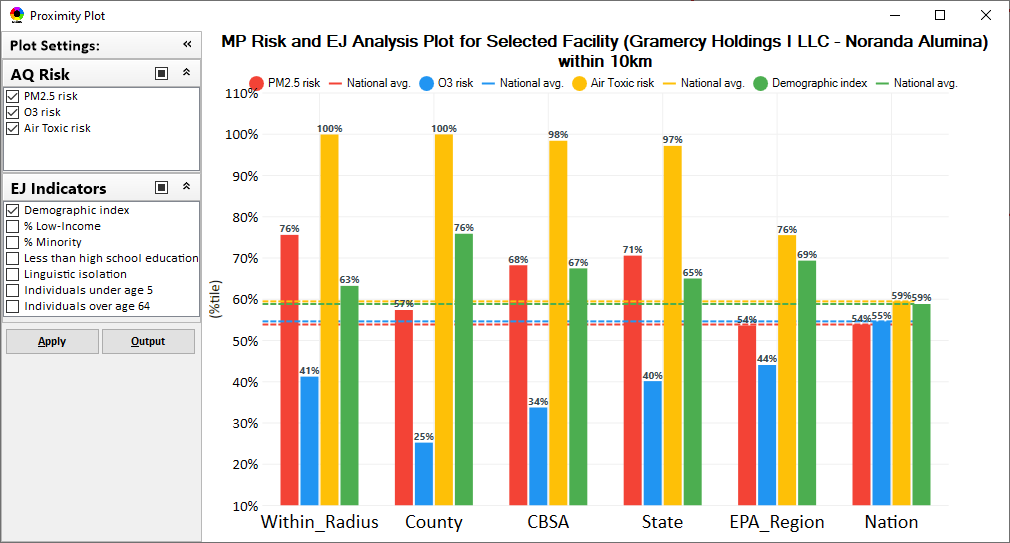 Proximity Plot
Plot Settings:
AQ Risk
PM2.5 risk
O3 risk
Air Toxic risk
EJ Indicators
Demographic index
% Low-Income
% Minority
Less than high school education
Linguistic isolation
Individuals under age 5
Individuals over age 64
Apply Output
MP Risk and EJ Analysis Plot for Selected Facility (Gramercy Holdings I LLC - Noranda Alumina)
within 10km
PM2.5 risk National avg. O3 risk National avg. Air Toxic risk National avg. Demographic index National avg.
110%
100%
90%
80%
70%
60%
50%
40%
30%
20%
10%
(%tile)
76% 41% 100% 63%
57% 25% 100% 76%
68% 34% 98% 67%
71% 40% 97% 65%
54% 44% 76% 69%
54% 55% 59% 59%
Within_Radius County CBSA State EPA_Region Nation